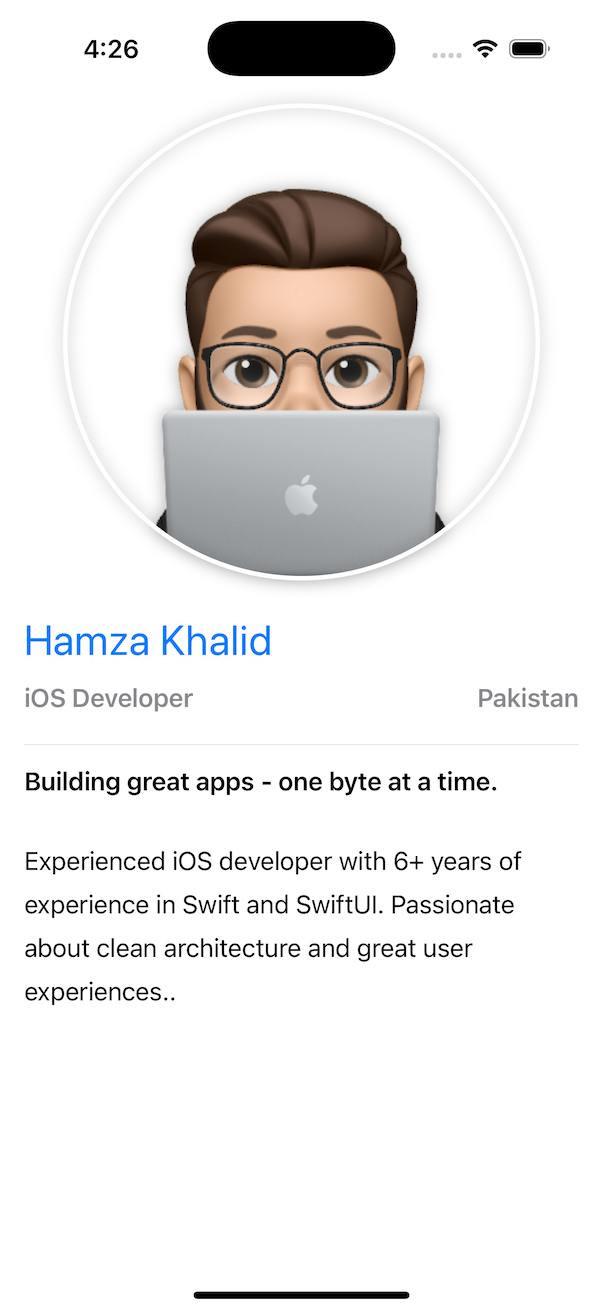 4:26
Hamza Khalid
iOS Developer Pakistan
Building great apps - one byte at a time.
Experienced iOS developer with 6+ years of
experience in Swift and SwiftUI. Passionate
about clean architecture and great user
experiences..